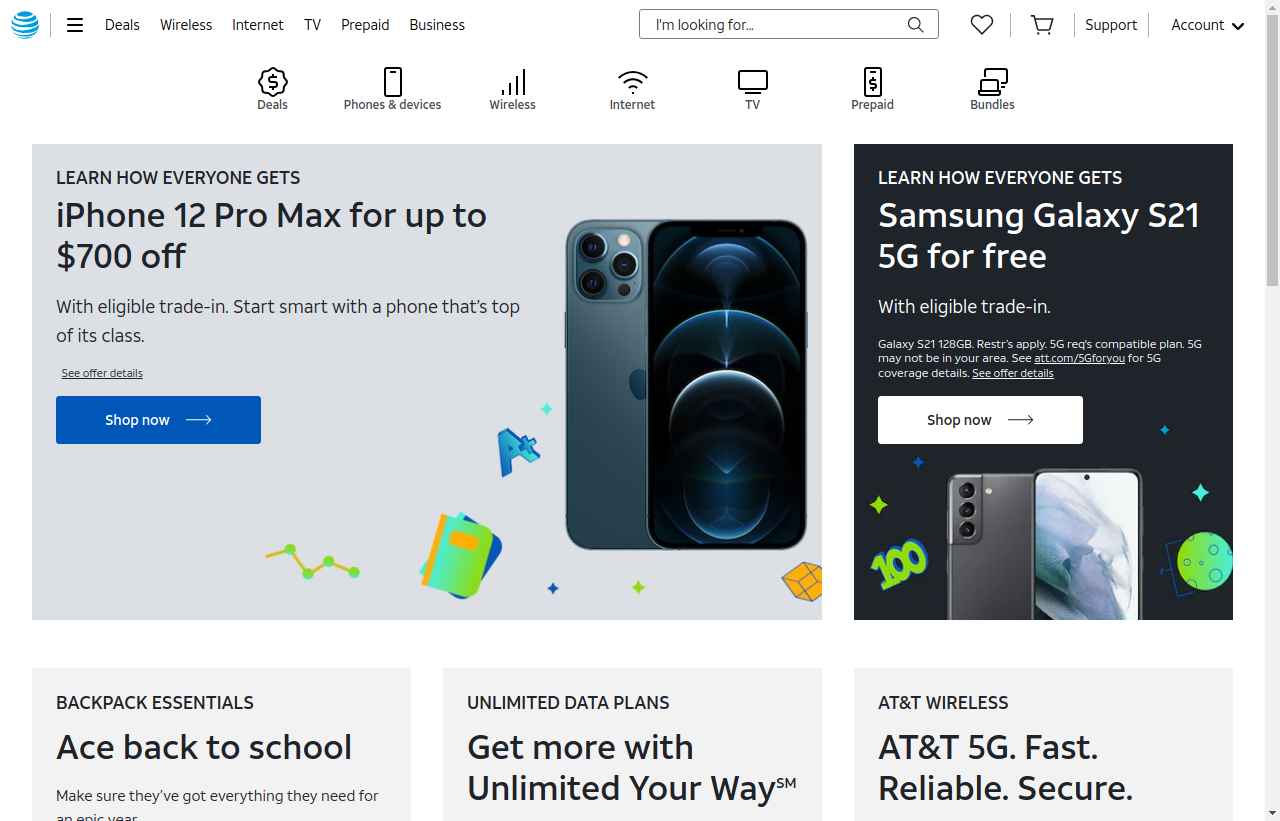 Deals Wireless Internet TV Prepaid Business I'm looking for... Support Account
Deals Phones & devices Wireless Internet TV Prepaid Bundles
LEARN HOW EVERYONE GETS
iPhone 12 Pro Max for up to
$700 off
With eligible trade-in. Start smart with a phone that's top
of its class.
See offer details
Shop now
A+
LEARN HOW EVERYONE GETS
Samsung Galaxy S21
5G for free
With eligible trade-in.
Galaxy S21 128GB. Restr's apply. 5G req's compatible plan. 5G
may not be in your area. See att.com/5Gforyou for 5G
coverage details. See offer details
Shop now
100
BACKPACK ESSENTIALS
Ace back to school
Make sure they've got everything they need for
an epic year
UNLIMITED DATA PLANS
Get more with
Unlimited Your Way℠
AT&T WIRELESS
AT&T 5G. Fast.
Reliable. Secure.